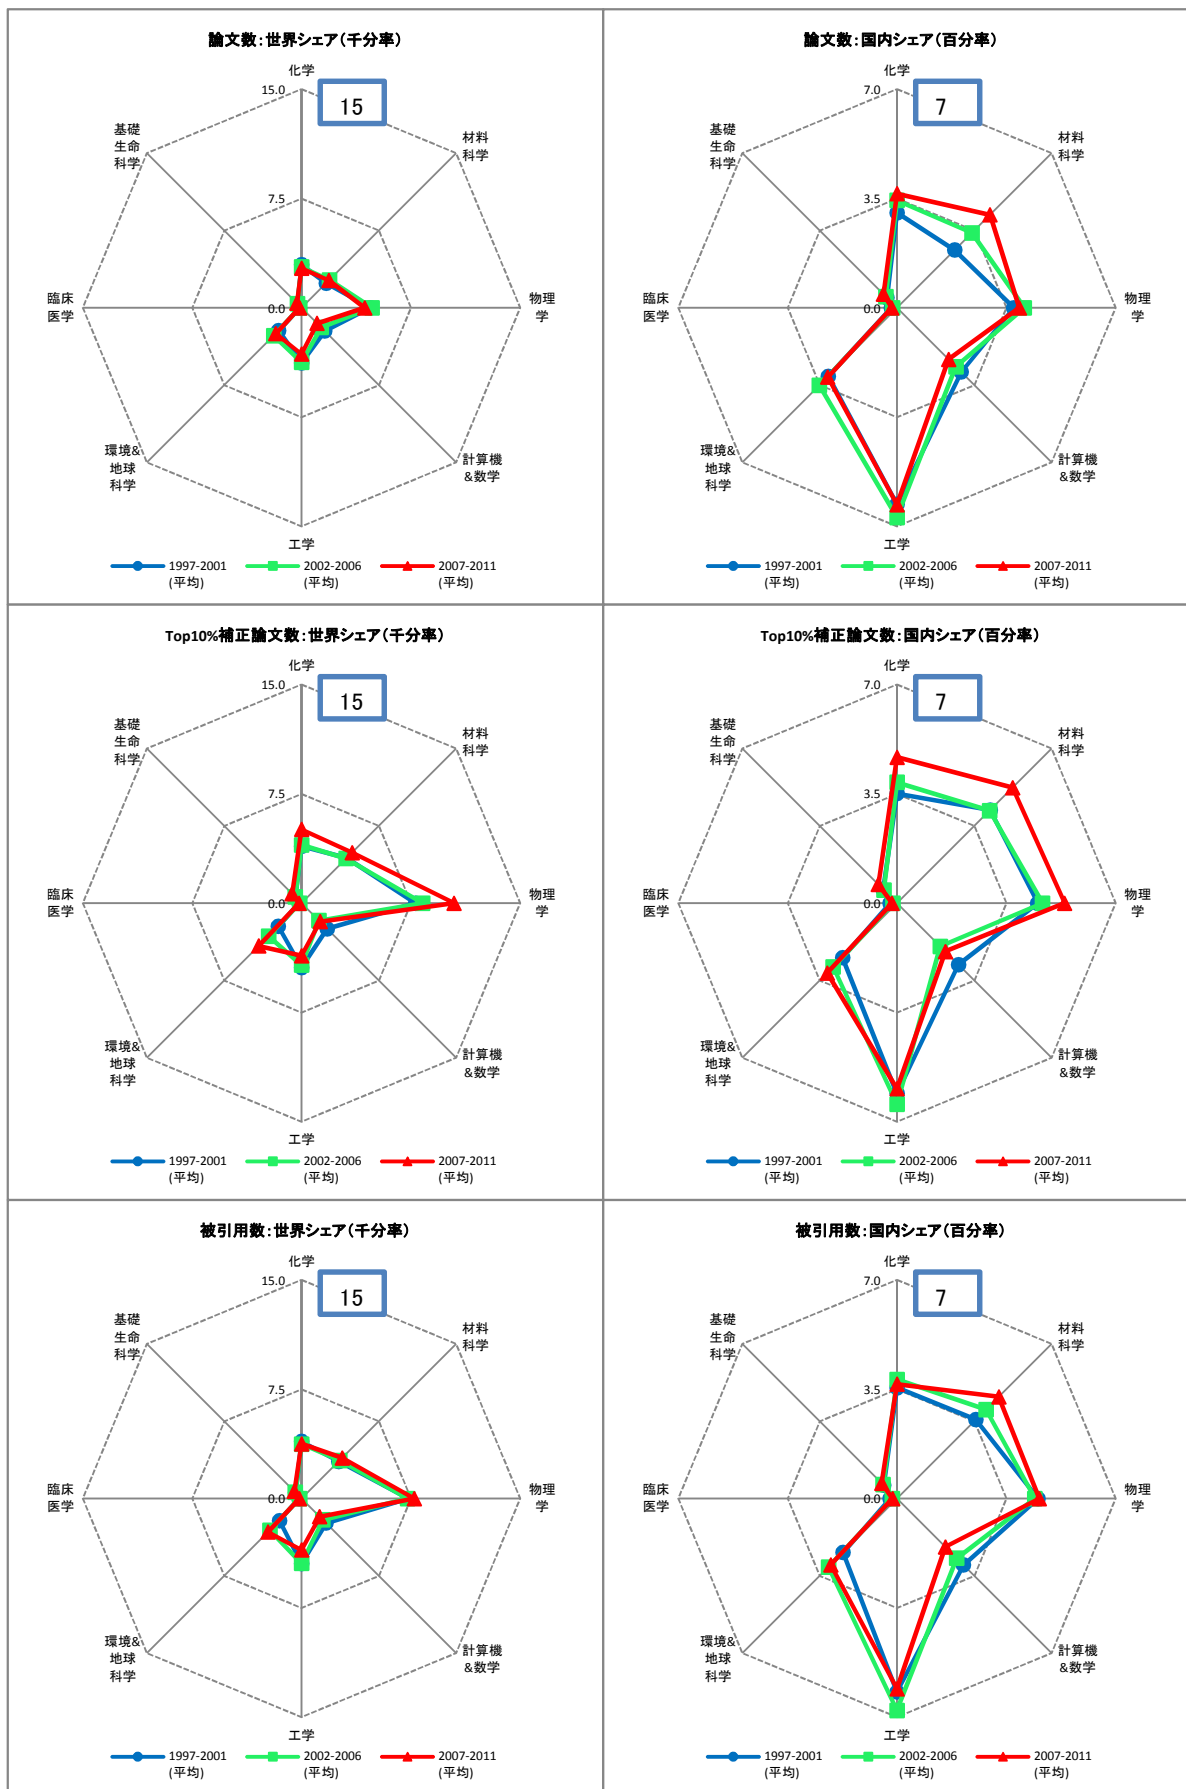 論文数：世界シェア（千分率）
化学
15.0
15
基礎
生命
科学
材料
科学
7.5
臨床
医学
0.0
物理
学
環境&
地球
科学
計算機
&数学
工学
1997-2001
(平均)
2002-2006
(平均)
2007-2011
(平均)
論文数：国内シェア（百分率）
化学
7.0
7
基礎
生命
科学
材料
科学
3.5
臨床
医学
0.0
物理
学
環境&
地球
科学
計算機
&数学
工学
1997-2001
(平均)
2002-2006
(平均)
2007-2011
(平均)
Top10%補正論文数：世界シェア（千分率）
化学
15.0
15
基礎
生命
科学
材料
科学
7.5
臨床
医学
0.0
物理
学
環境&
地球
科学
計算機
&数学
工学
1997-2001
(平均)
2002-2006
(平均)
2007-2011
(平均)
Top10%補正論文数：国内シェア（百分率）
化学
7.0
7
基礎
生命
科学
材料
科学
3.5
臨床
医学
0.0
物理
学
環境&
地球
科学
計算機
&数学
工学
1997-2001
(平均)
2002-2006
(平均)
2007-2011
(平均)
被引用数：世界シェア（千分率）
化学
15.0
15
基礎
生命
科学
材料
科学
7.5
臨床
医学
0.0
物理
学
環境&
地球
科学
計算機
&数学
工学
1997-2001
(平均)
2002-2006
(平均)
2007-2011
(平均)
被引用数：国内シェア（百分率）
化学
7.0
7
基礎
生命
科学
材料
科学
3.5
臨床
医学
0.0
物理
学
環境&
地球
科学
計算機
&数学
工学
1997-2001
(平均)
2002-2006
(平均)
2007-2011
(平均)